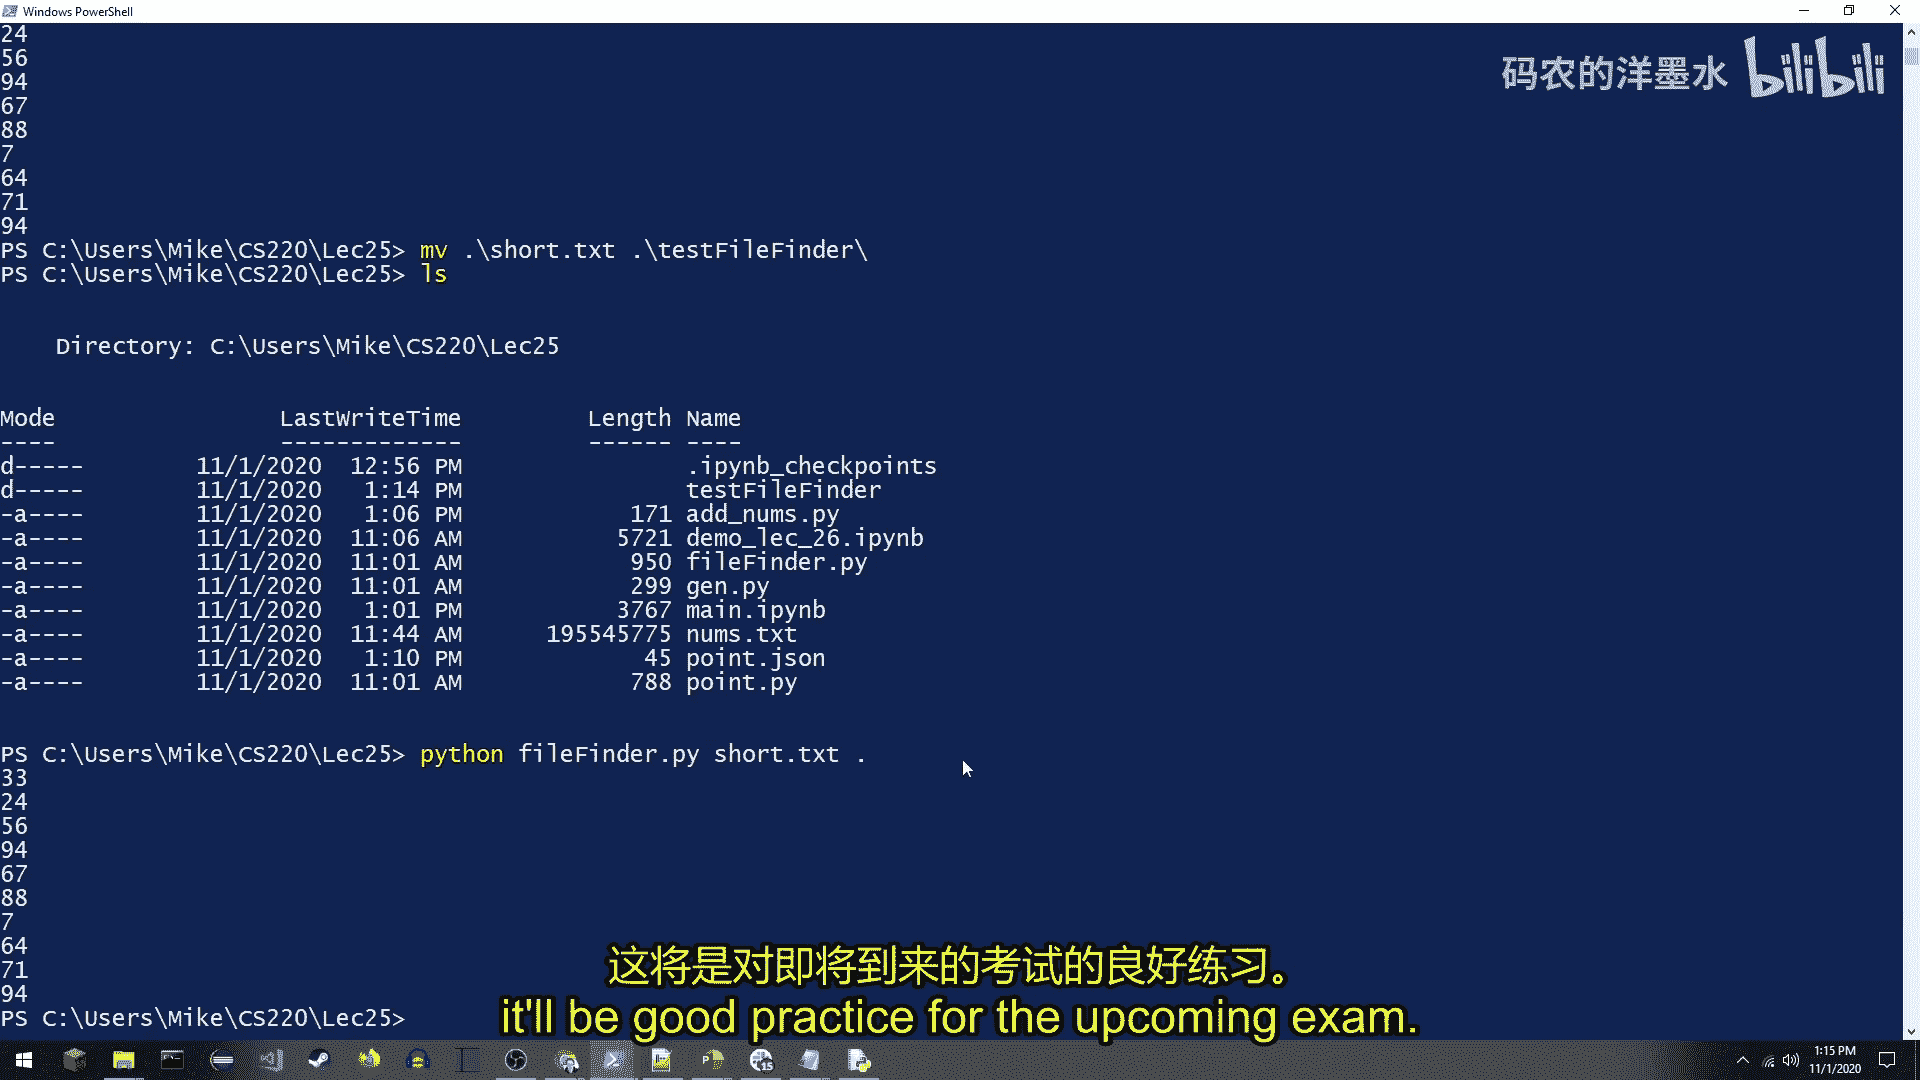 Windows PowerShell
24
56
94
67
88
7
64
71
94
PS C:\Users\Mike\CS220\Lec25> mv .\short.txt .\testFileFinder\
PS C:\Users\Mike\CS220\Lec25> ls
Directory: C:\Users\Mike\CS220\Lec25
Mode LastWriteTime Length Name
---- ------------- ------ ----
d----- 11/1/2020 12:56 PM .ipynb_checkpoints
d----- 11/1/2020 1:14 PM testFileFinder
-a---- 11/1/2020 1:06 PM 171 add_nums.py
-a---- 11/1/2020 11:06 AM 5721 demo_lec_26.ipynb
-a---- 11/1/2020 11:01 AM 950 fileFinder.py
-a---- 11/1/2020 11:01 AM 299 gen.py
-a---- 11/1/2020 1:01 PM 3767 main.ipynb
-a---- 11/1/2020 11:44 AM 195545775 nums.txt
-a---- 11/1/2020 1:10 PM 45 point.json
-a---- 11/1/2020 11:01 AM 788 point.py
PS C:\Users\Mike\CS220\Lec25> python fileFinder.py short.txt .
33
24
56
94
67
88
7
64
71
94
PS C:\Users\Mike\CS220\Lec25>
码农的洋墨水 bilibili
这将是对即将到来的考试的良好练习。
it'll be good practice for the upcoming exam.
15
1:15 PM
11/1/2020